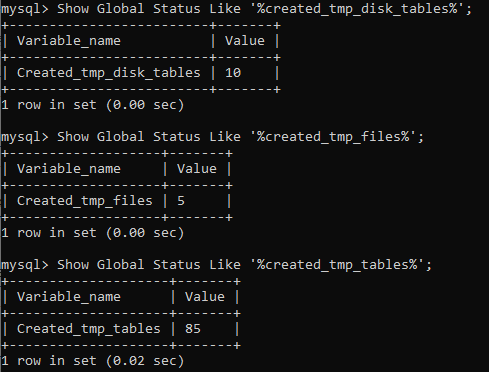 mysql> Show Global Status Like '%created_tmp_disk_tables%';
+-------------------------+-------+
| Variable_name           | Value |
+-------------------------+-------+
| Created_tmp_disk_tables | 10    |
+-------------------------+-------+
1 row in set (0.00 sec)
mysql> Show Global Status Like '%created_tmp_files%';
+-------------------+-------+
| Variable_name     | Value |
+-------------------+-------+
| Created_tmp_files | 5     |
+-------------------+-------+
1 row in set (0.00 sec)
mysql> Show Global Status Like '%created_tmp_tables%';
+--------------------+-------+
| Variable_name      | Value |
+--------------------+-------+
| Created_tmp_tables | 85    |
+--------------------+-------+
1 row in set (0.02 sec)